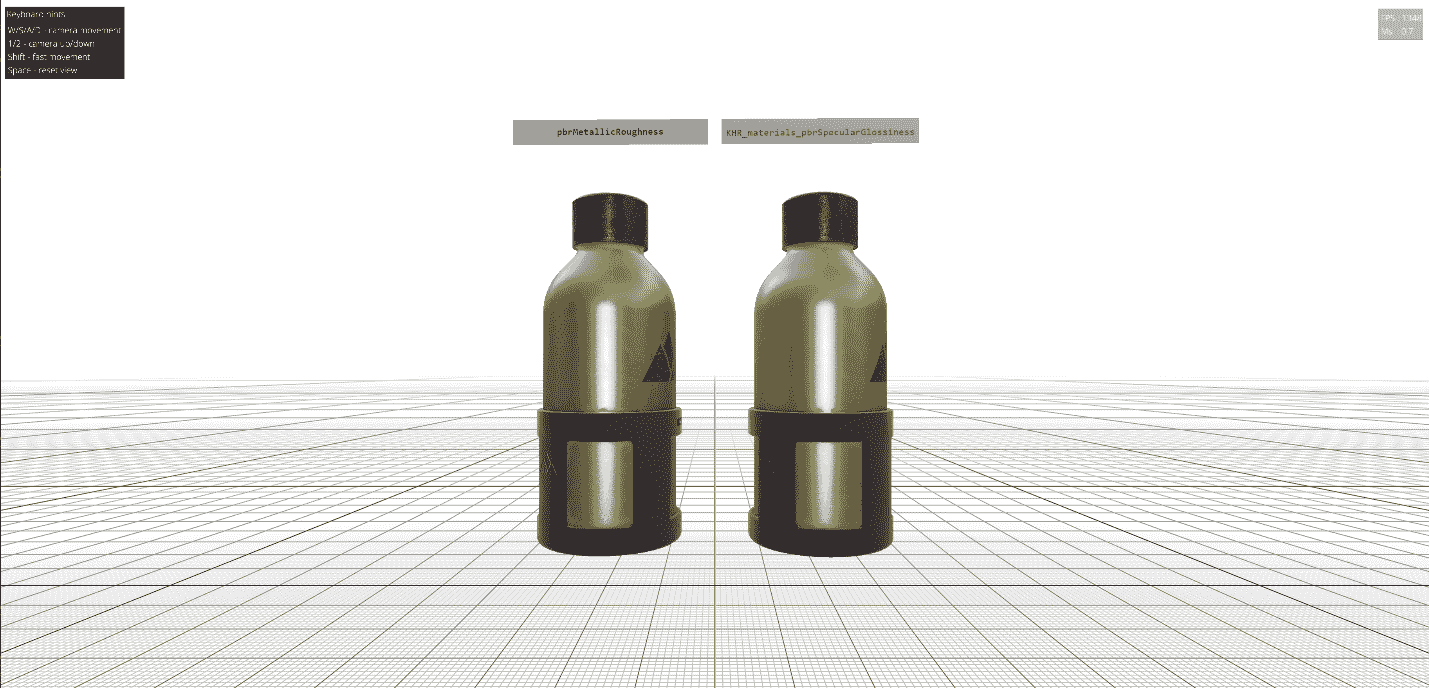 Keyboard hints
W/S/A/D - camera movement
1/2 - camera up/down
Shift - fast movement
Space - reset view
FPS : 1348
Ms : 0.7
pbrMetallicRoughness
KHR_materials_pbrSpecularGlossiness